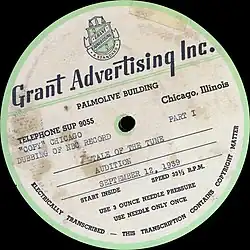 Grant Advertising Inc.
PALMOLIVE BUILDING
Chicago, Illinois
TELEPHONE SUP 9055
"COPY" CHICAGO
DUBBING OF NBC RECORD
PART I
"TALE OF THE TUNE"
AUDITION
SEPTEMBER 12, 1939
START INSIDE
SPEED 33⅓ R.P.M.
USE 2 OUNCE NEEDLE PRESSURE
USE NEEDLE ONLY ONCE
ELECTRICALLY TRANSCRIBED — THIS TRANSCRIPTION CONTAINS COPYRIGHT MATTER